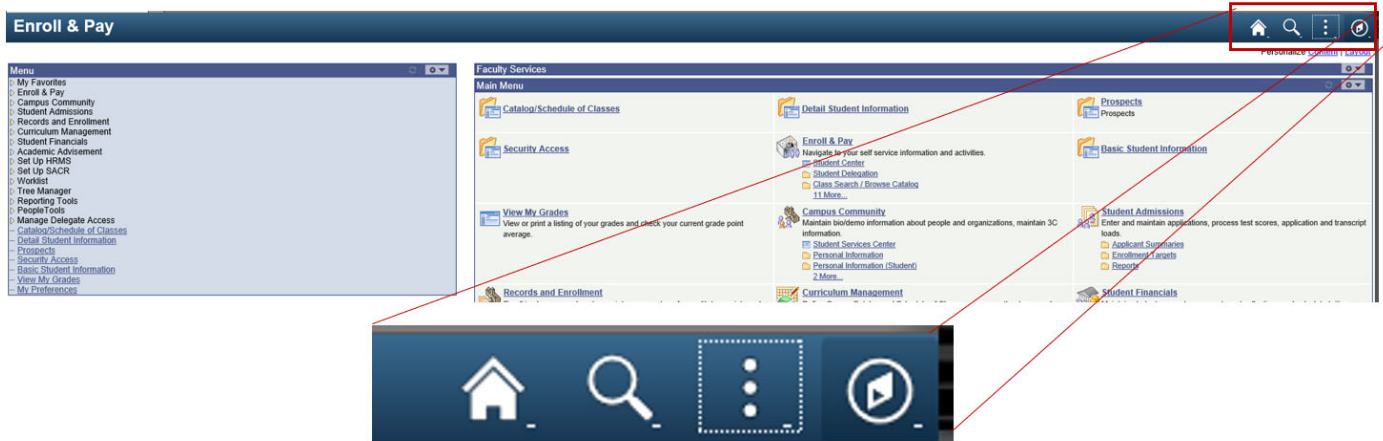 Enroll & Pay
Personalize Content | Layout
Menu
My Favorites
Enroll & Pay
Campus Community
Student Admissions
Records and Enrollment
Curriculum Management
Student Financials
Academic Advisement
Set Up HRMS
Set Up SACR
Worklist
Tree Manager
Reporting Tools
PeopleTools
Manage Delegate Access
Catalog/Schedule of Classes
Detail Student Information
Prospects
Security Access
Basic Student Information
View My Grades
My Preferences
Faculty Services
Main Menu
Catalog/Schedule of Classes
Detail Student Information
Prospects
Prospects
Security Access
Enroll & Pay
Navigate to your self service information and activities.
Student Center
Student Delegation
Class Search / Browse Catalog
11 More...
Basic Student Information
View My Grades
View or print a listing of your grades and check your current grade point
average.
Campus Community
Maintain bio/demo information about people and organizations, maintain 3C
information.
Student Services Center
Personal Information
Personal Information (Student)
2 More...
Student Admissions
Enter and maintain applications, process test scores, application and transcript
loads.
Applicant Summaries
Enrollment Targets
Reports
Records and Enrollment
Curriculum Management
Student Financials